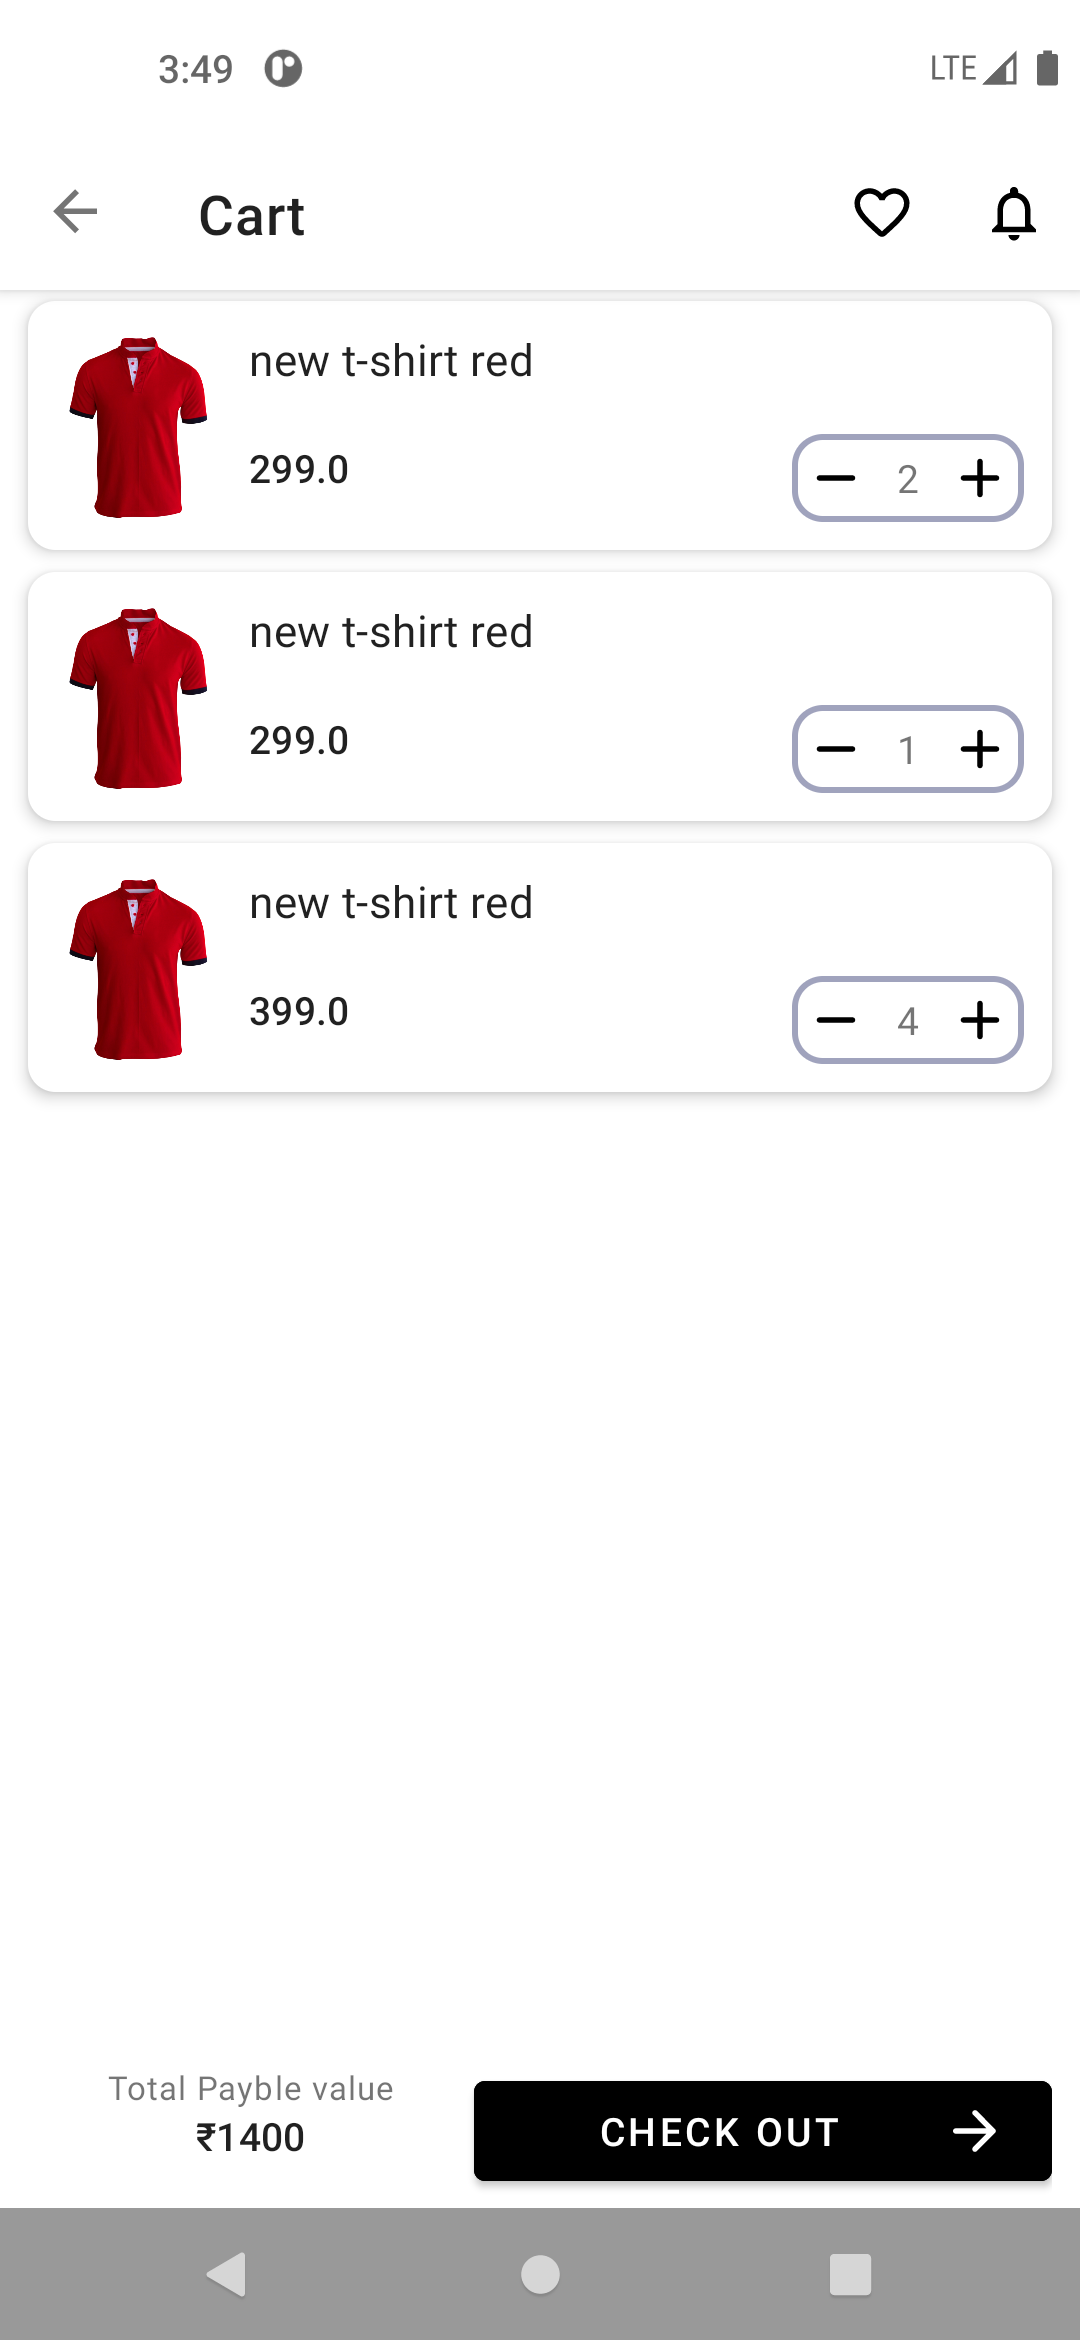 3:49 LTE
Cart
new t-shirt red
299.0
2
new t-shirt red
299.0
1
new t-shirt red
399.0
4
Total Payble value
₹1400
CHECK OUT